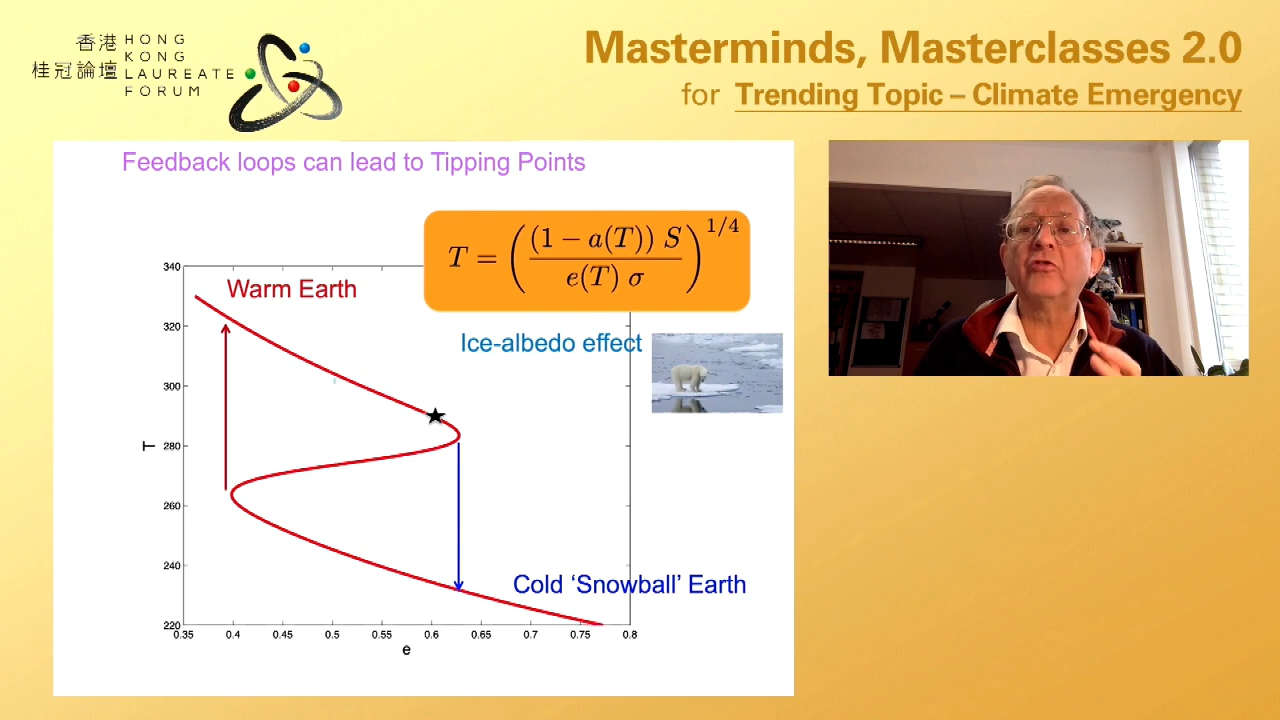 香港
桂冠論壇
HONG
KONG
LAUREATE
FORUM
Masterminds, Masterclasses 2.0
for Trending Topic – Climate Emergency
Feedback loops can lead to Tipping Points
T = ( (1 − a(T)) S / e(T) σ )^1/4
Warm Earth
Ice-albedo effect
Cold ‘Snowball’ Earth
340
320
300
280
260
240
220
T
0.35 0.4 0.45 0.5 0.55 0.6 0.65 0.7 0.75 0.8
e